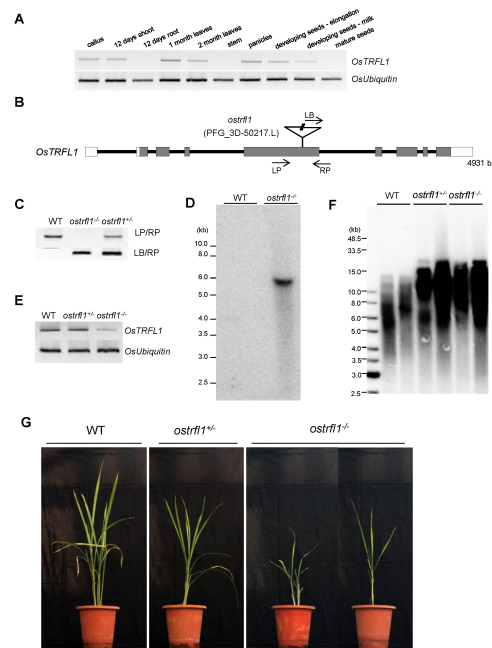 A
callus
12 days shoot
12 days root
1 month leaves
2 month leaves
stem
panicles
developing seeds - elongation
developing seeds - milk
mature seeds
OsTRFL1
OsUbiquitin
B
ostrfl1
(PFG_3D-50217.L)
LB
OsTRFL1
LP
RP
4931 b
C
WT ostrfl1-/- ostrfl1+/-
LP/RP
LB/RP
D
WT ostrfl1-/-
(kb)
10.0
8.0
6.0
5.0
4.0
3.0
2.5
E
WT ostrfl1+/- ostrfl1-/-
OsTRFL1
OsUbiquitin
F
WT ostrfl1+/- ostrfl1-/-
(kb)
48.5
33.5
15.0
10.0
8.0
6.0
5.0
4.0
3.5
3.0
2.5
G
WT ostrfl1+/- ostrfl1-/-